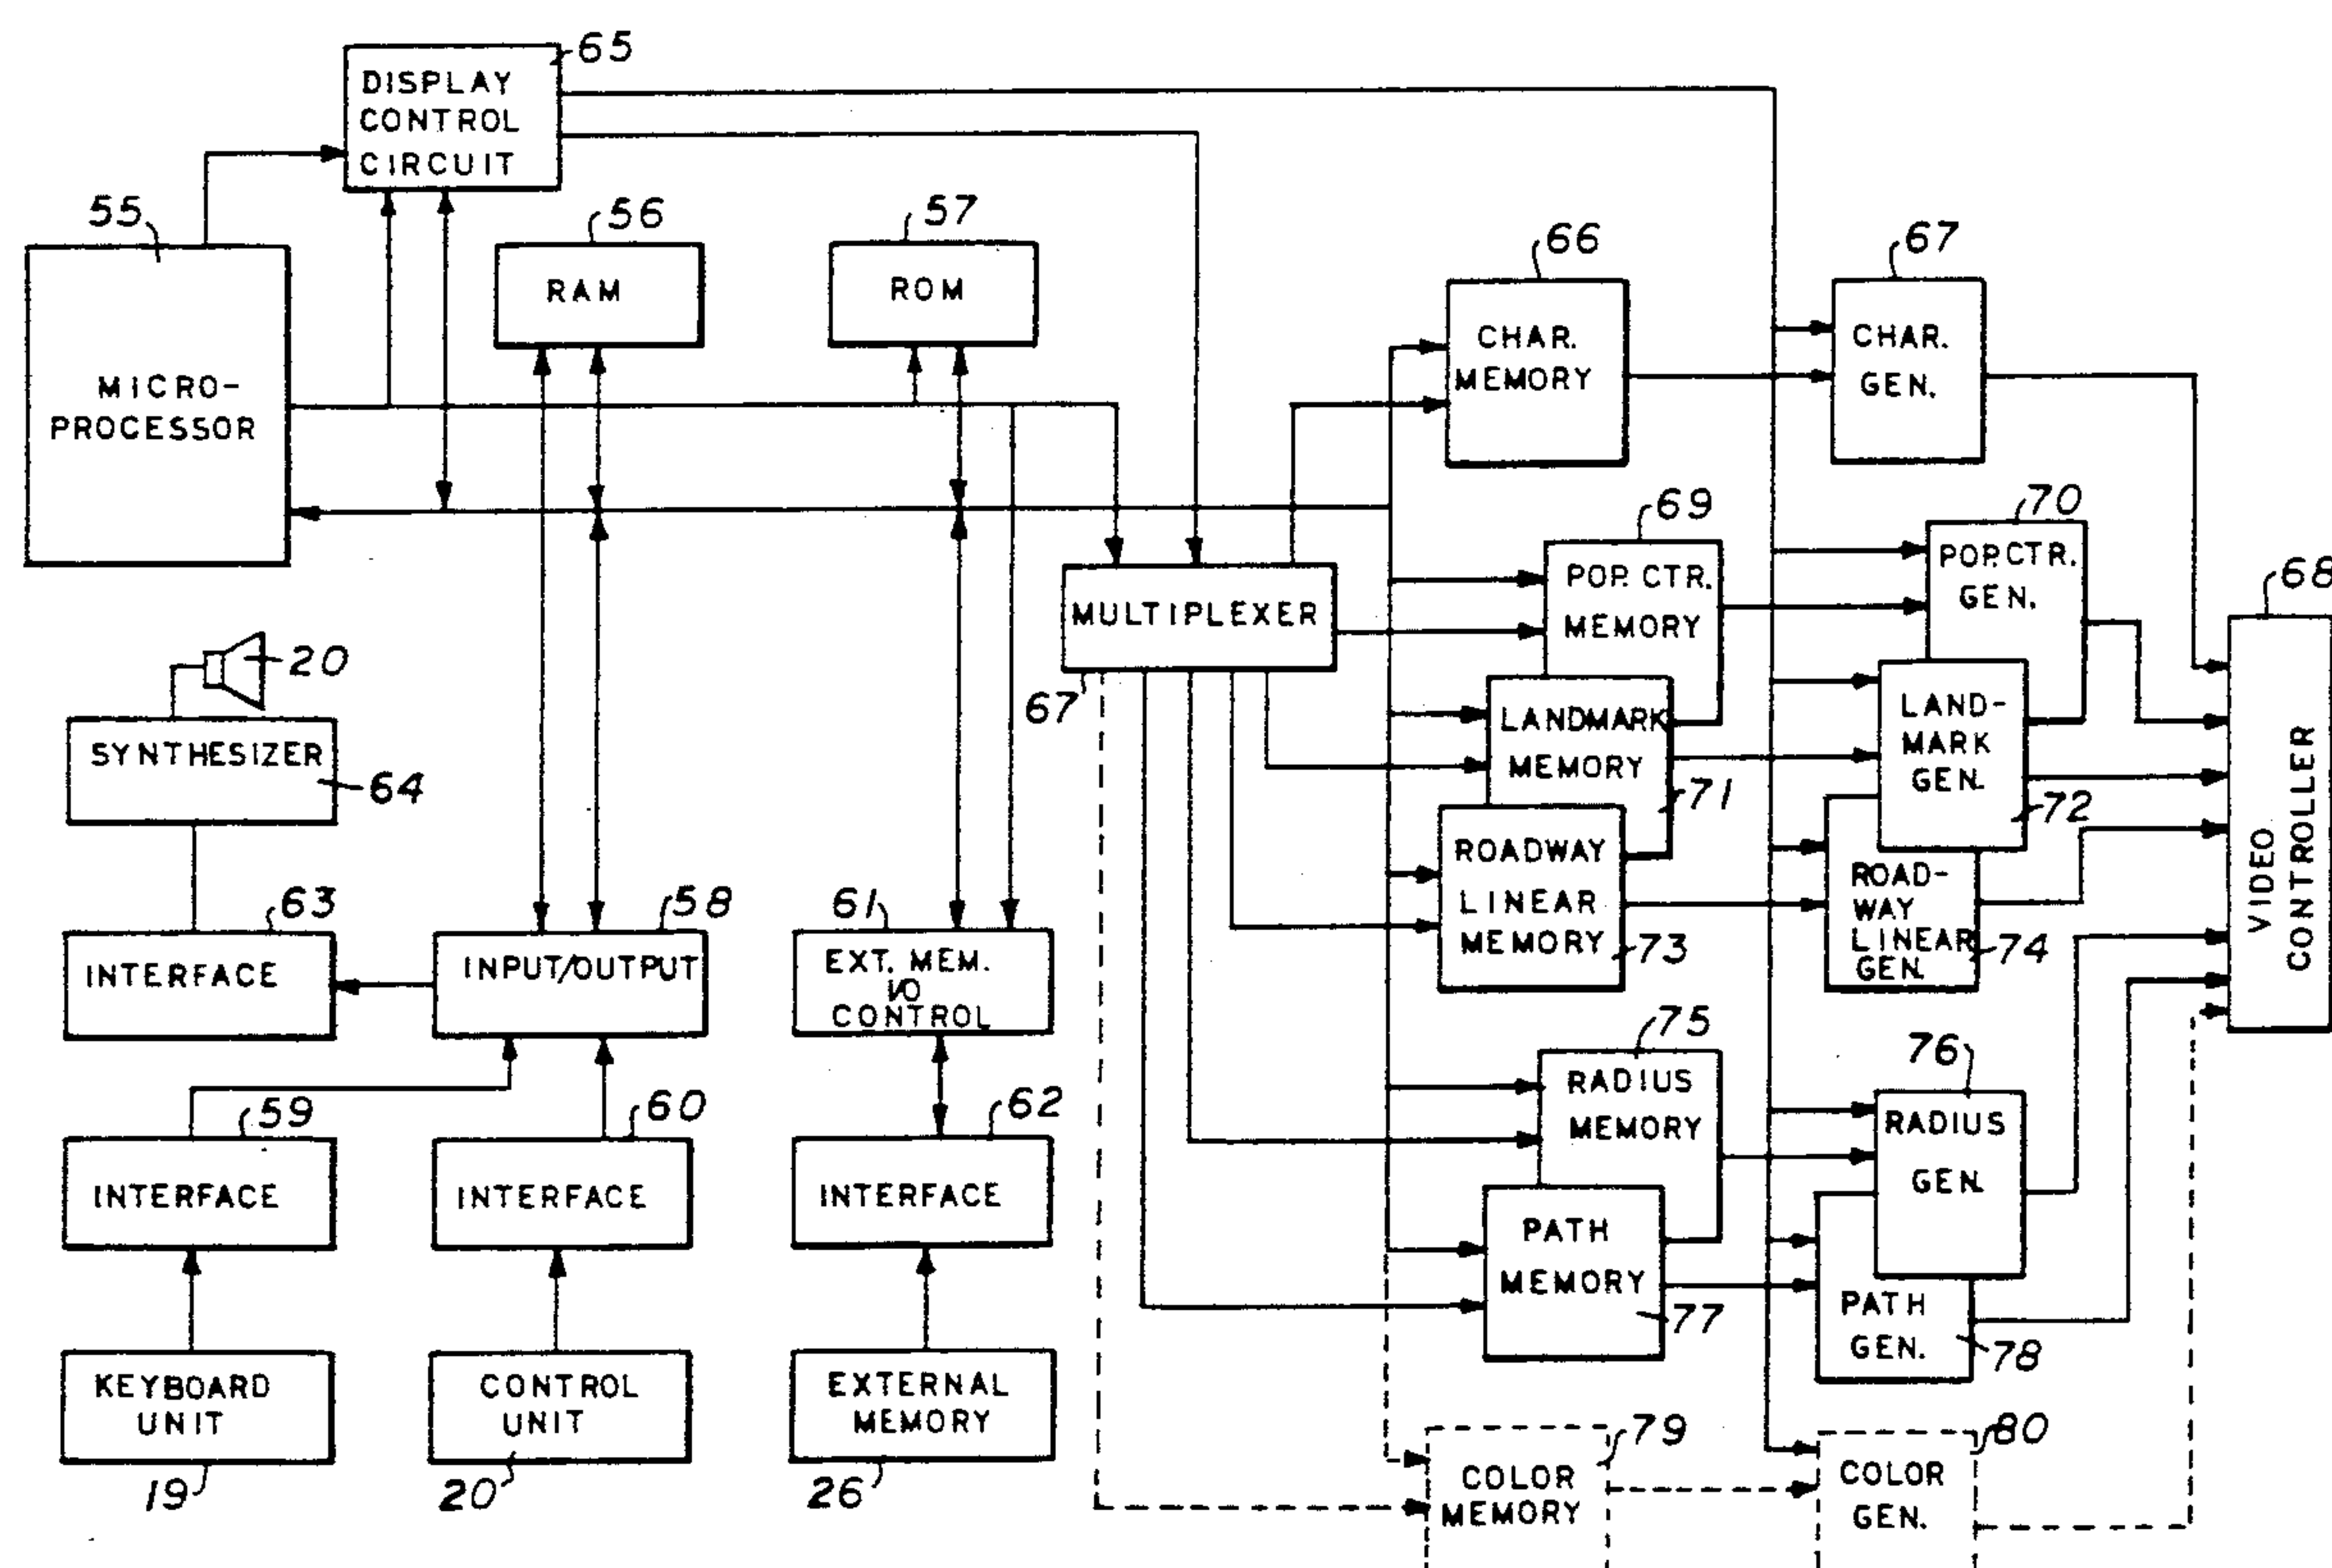 65
DISPLAY
CONTROL
CIRCUIT
55
56
57
66
67
MICRO-
PROCESSOR
RAM
ROM
CHAR.
MEMORY
CHAR.
GEN.
69
70
68
MULTIPLEXER
67
POP. CTR.
MEMORY
POP. CTR.
GEN.
20
SYNTHESIZER
64
LANDMARK
MEMORY
71
LAND-
MARK
GEN.
72
VIDEO
CONTROLLER
ROADWAY
LINEAR
MEMORY
73
ROAD-
WAY
LINEAR
GEN.
74
63
58
61
INTERFACE
INPUT/OUTPUT
EXT. MEM.
I/O
CONTROL
75
76
59
60
62
RADIUS
MEMORY
RADIUS
GEN.
INTERFACE
INTERFACE
INTERFACE
PATH
MEMORY
77
PATH
GEN.
78
KEYBOARD
UNIT
CONTROL
UNIT
EXTERNAL
MEMORY
19
20
26
79
COLOR
MEMORY
80
COLOR
GEN.